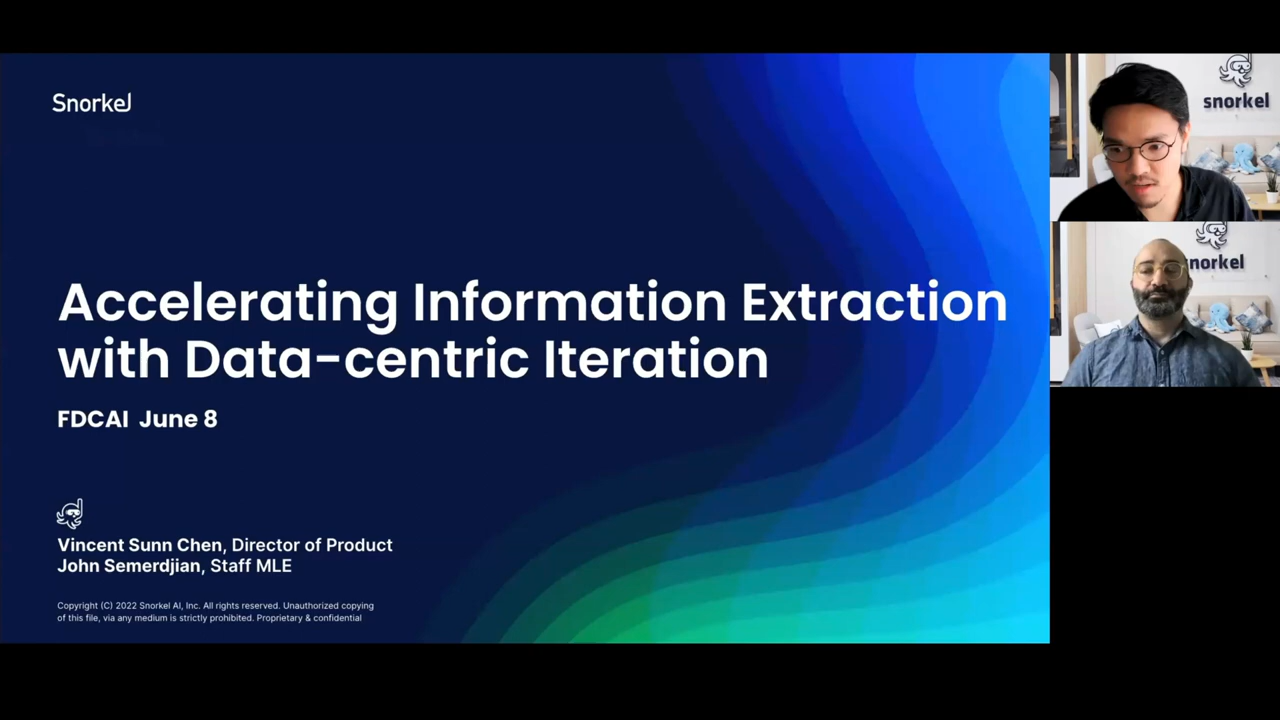 Snorkel
Accelerating Information Extraction
with Data-centric Iteration
FDCAI June 8
Vincent Sunn Chen, Director of Product
John Semerdjian, Staff MLE
Copyright (C) 2022 Snorkel AI, Inc. All rights reserved. Unauthorized copying
of this file, via any medium is strictly prohibited. Proprietary & confidential
snorkel
norkel